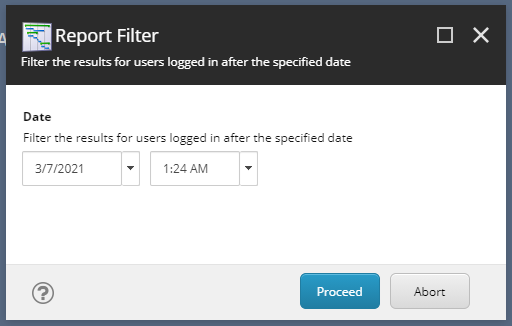 Report Filter
Filter the results for users logged in after the specified date
Date
Filter the results for users logged in after the specified date
3/7/2021 1:24 AM
Proceed Abort